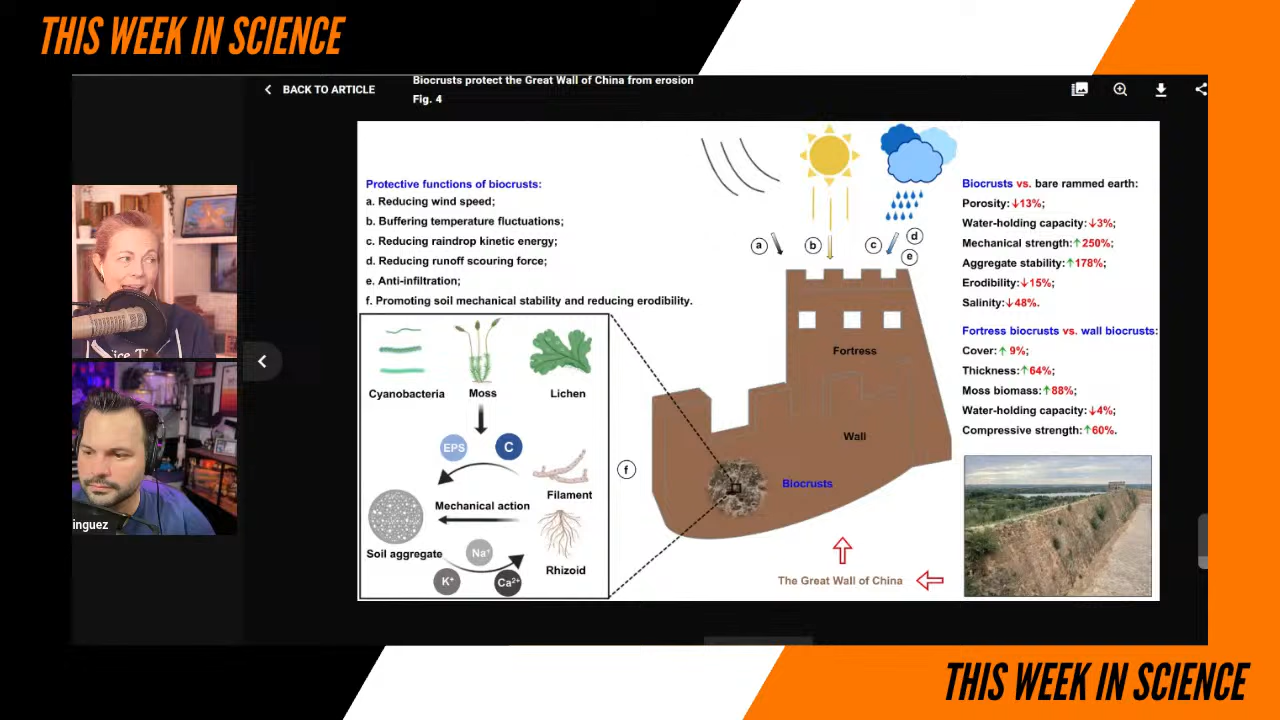 THIS WEEK IN SCIENCE
BACK TO ARTICLE
Biocrusts protect the Great Wall of China from erosion
Fig. 4
Protective functions of biocrusts:
a. Reducing wind speed;
b. Buffering temperature fluctuations;
c. Reducing raindrop kinetic energy;
d. Reducing runoff scouring force;
e. Anti-infiltration;
f. Promoting soil mechanical stability and reducing erodibility.
Cyanobacteria
Moss
Lichen
EPS
C
Filament
Mechanical action
Soil aggregate
Na⁺
K⁺
Ca²⁺
Rhizoid
a
b
c
d
e
f
Fortress
Wall
Biocrusts
The Great Wall of China
Biocrusts vs. bare rammed earth:
Porosity:↓13%;
Water-holding capacity:↓3%;
Mechanical strength:↑250%;
Aggregate stability:↑178%;
Erodibility:↓15%;
Salinity:↓48%.
Fortress biocrusts vs. wall biocrusts:
Cover:↑9%;
Thickness:↑64%;
Moss biomass:↑88%;
Water-holding capacity:↓4%;
Compressive strength:↑60%.
inguez
THIS WEEK IN SCIENCE